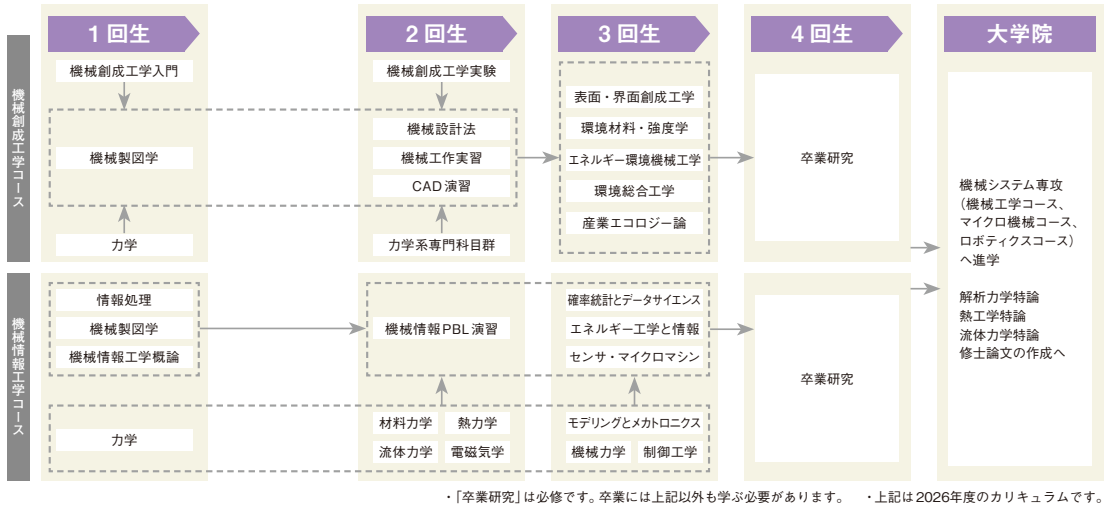 1回生
2回生
3回生
4回生
大学院
機械創成工学コース
機械創成工学入門
機械製図学
力学
機械創成工学実験
機械設計法
機械工作実習
CAD演習
力学系専門科目群
表面・界面創成工学
環境材料・強度学
エネルギー環境機械工学
環境総合工学
産業エコロジー論
卒業研究
機械情報工学コース
情報処理
機械製図学
機械情報工学概論
力学
機械情報PBL演習
材料力学
熱力学
流体力学
電磁気学
確率統計とデータサイエンス
エネルギー工学と情報
センサ・マイクロマシン
モデリングとメカトロニクス
機械力学
制御工学
卒業研究
機械システム専攻
(機械工学コース、
マイクロ機械コース、
ロボティクスコース)
へ進学
解析力学特論
熱工学特論
流体力学特論
修士論文の作成へ
・「卒業研究」は必修です。卒業には上記以外も学ぶ必要があります。 ・上記は2026年度のカリキュラムです。